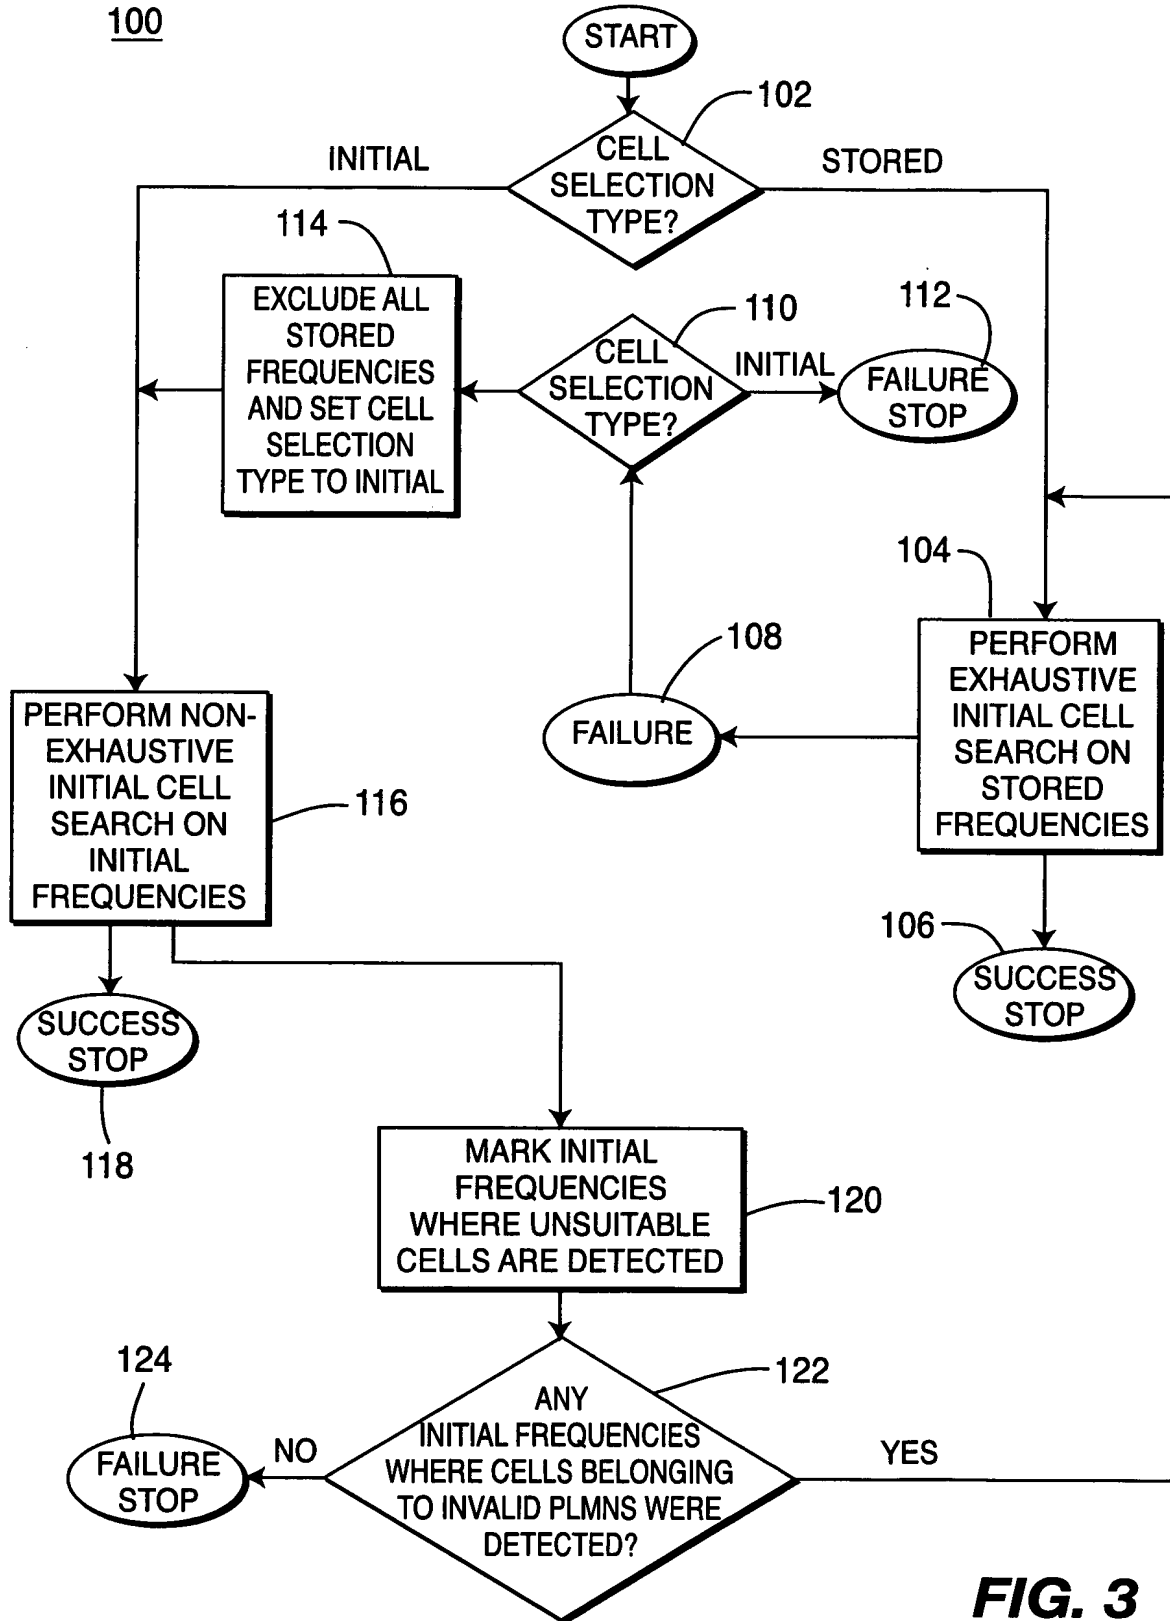 100
START
102
CELL
SELECTION
TYPE?
INITIAL
STORED
114
EXCLUDE ALL
STORED
FREQUENCIES
AND SET CELL
SELECTION
TYPE TO INITIAL
110
CELL
SELECTION
TYPE?
INITIAL
112
FAILURE
STOP
104
PERFORM
EXHAUSTIVE
INITIAL CELL
SEARCH ON
STORED
FREQUENCIES
108
FAILURE
PERFORM NON-
EXHAUSTIVE
INITIAL CELL
SEARCH ON
INITIAL
FREQUENCIES
116
106
SUCCESS
STOP
SUCCESS
STOP
118
MARK INITIAL
FREQUENCIES
WHERE UNSUITABLE
CELLS ARE DETECTED
120
122
ANY
INITIAL FREQUENCIES
WHERE CELLS BELONGING
TO INVALID PLMNS WERE
DETECTED?
124
FAILURE
STOP
NO
YES
FIG. 3